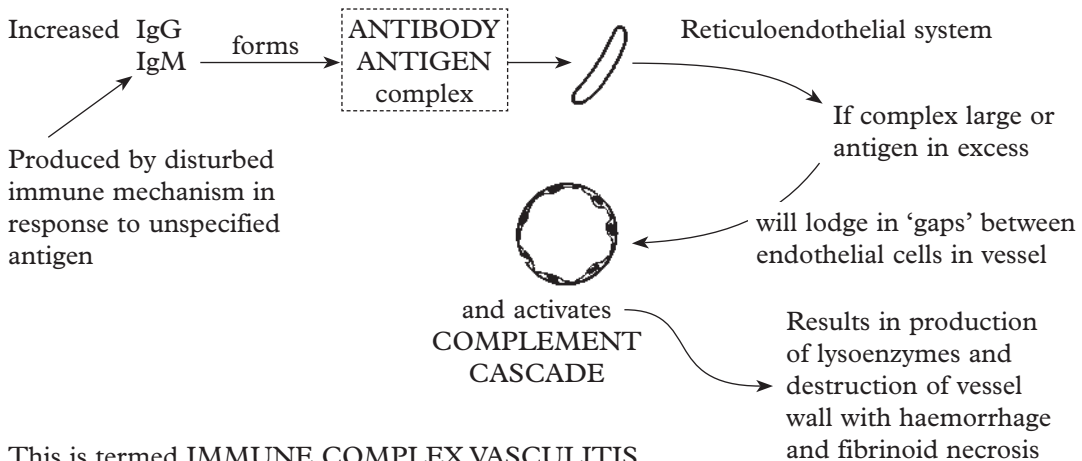 Increased IgG
IgM
forms
ANTIBODY
ANTIGEN
complex
Reticuloendothelial system
Produced by disturbed
immune mechanism in
response to unspecified
antigen
If complex large or
antigen in excess
will lodge in ‘gaps’ between
endothelial cells in vessel
and activates
COMPLEMENT
CASCADE
Results in production
of lysoenzymes and
destruction of vessel
wall with haemorrhage
and fibrinoid necrosis
This is termed IMMUNE COMPLEX VASCULITIS